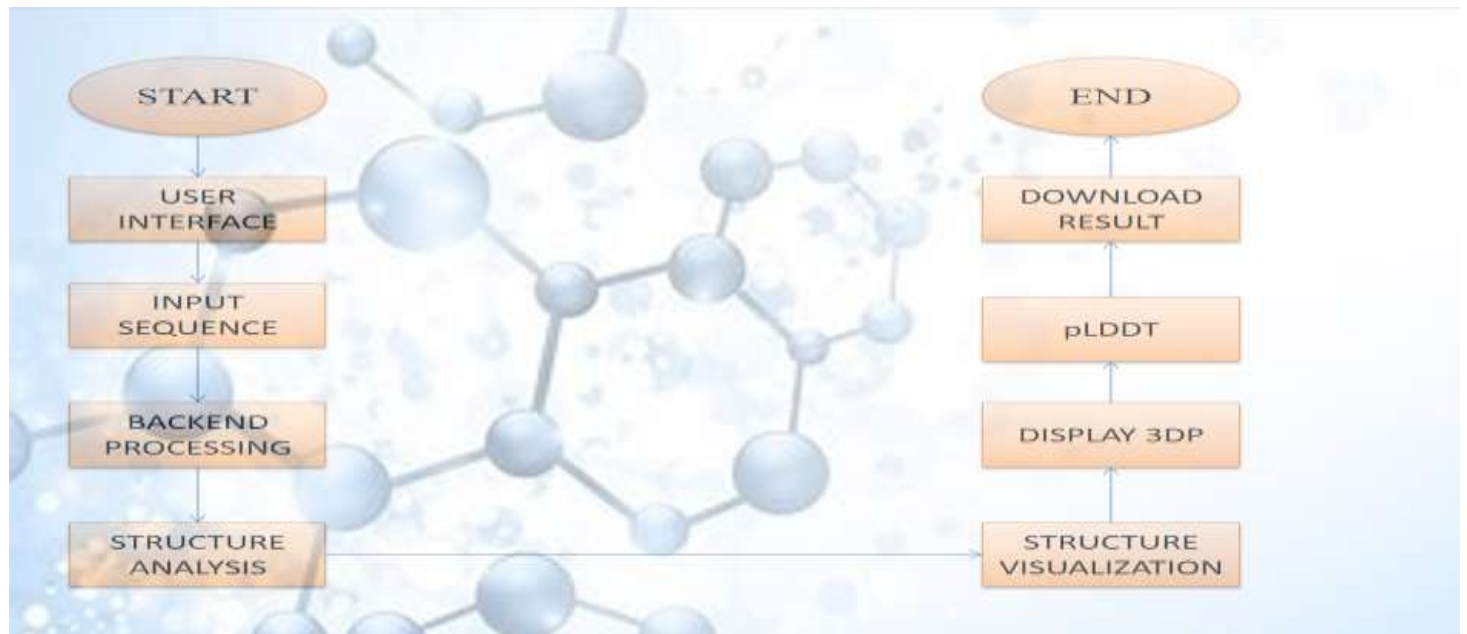 START
USER
INTERFACE
INPUT
SEQUENCE
BACKEND
PROCESSING
STRUCTURE
ANALYSIS
STRUCTURE
VISUALIZATION
DISPLAY 3DP
pLDDT
DOWNLOAD
RESULT
END